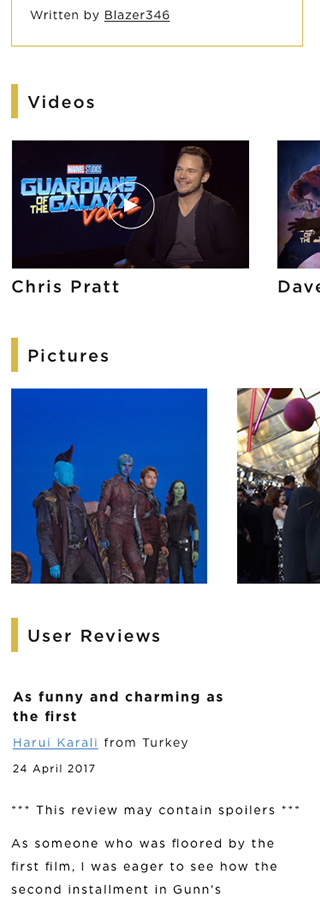 Written by Blazer346
Videos
MARVEL STUDIOS
GUARDIANS
OF THE GALAXY
VOL. 2
Chris Pratt
Dave
Pictures
User Reviews
As funny and charming as
the first
Harui Karali from Turkey
24 April 2017
*** This review may contain spoilers ***
As someone who was floored by the
first film, I was eager to see how the
second installment in Gunn's